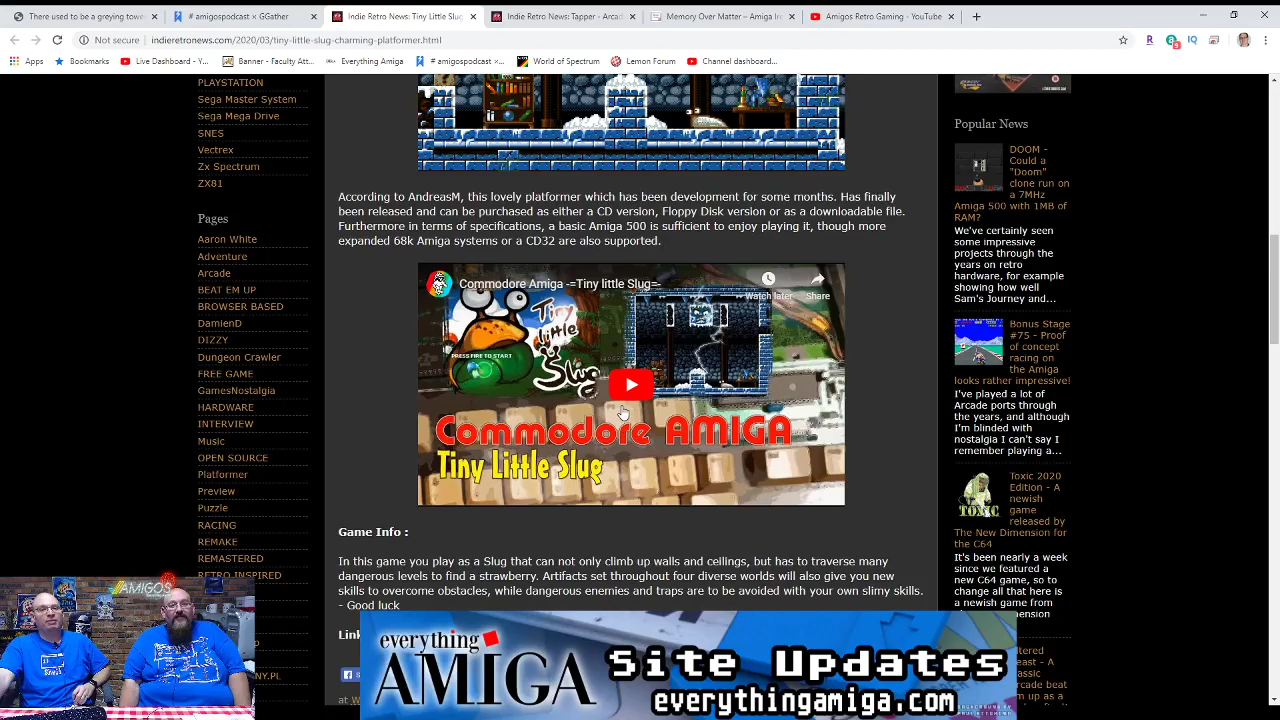 There used to be a greying tower
# amigospodcast × GGather
Indie Retro News: Tiny Little Slug
Indie Retro News: Tapper - Arcad
Memory Over Matter – Amiga Ire
Amigos Retro Gaming - YouTube
Not secure
indieretronews.com/2020/03/tiny-little-slug-charming-platformer.html
Apps
Bookmarks
Live Dashboard - Y...
Banner - Faculty Att...
Everything Amiga
# amigospodcast ×...
World of Spectrum
Lemon Forum
Channel dashboard...
PLAYSTATION
Sega Master System
Sega Mega Drive
SNES
Vectrex
Zx Spectrum
ZX81
Pages
Aaron White
Adventure
Arcade
BEAT EM UP
BROWSER BASED
DamienD
DIZZY
Dungeon Crawler
FREE GAME
GamesNostalgia
HARDWARE
INTERVIEW
Music
OPEN SOURCE
Platformer
Preview
Puzzle
RACING
REMAKE
REMASTERED
RETRO INSPIRED
According to AndreasM, this lovely platformer which has been development for some months. Has finally
been released and can be purchased as either a CD version, Floppy Disk version or as a downloadable file.
Furthermore in terms of specifications, a basic Amiga 500 is sufficient to enjoy playing it, though more
expanded 68k Amiga systems or a CD32 are also supported.
Commodore Amiga -=Tiny little Slug=-
Watch later
Share
Tiny
little
Slug
PRESS FIRE TO START
Commodore AMIGA
Tiny Little Slug
Game Info :
In this game you play as a Slug that can not only climb up walls and ceilings, but has to traverse many
dangerous levels to find a strawberry. Artifacts set throughout four diverse worlds will also give you new
skills to overcome obstacles, while dangerous enemies and traps are to be avoided with your own slimy skills.
- Good luck
Popular News
DOOM -
Could a
"Doom"
clone run on
a 7MHz
Amiga 500 with 1MB of
RAM?
We've certainly seen
some impressive
projects through the
years on retro
hardware, for example
showing how well
Sam's Journey and...
Bonus Stage
#75 - Proof
of concept
racing on
the Amiga
looks rather impressive!
I've played a lot of
Arcade ports through
the years, and although
I'm blinded with
nostalgia I can't say I
remember playing a...
Toxic 2020
Edition - A
newish
game
released by
The New Dimension for
the C64
It's been nearly a week
since we featured a
new C64 game, so to
change all that here is
a newish game from
AMIGOS
everything
AMIGA
Site Updates
everythingamiga.com